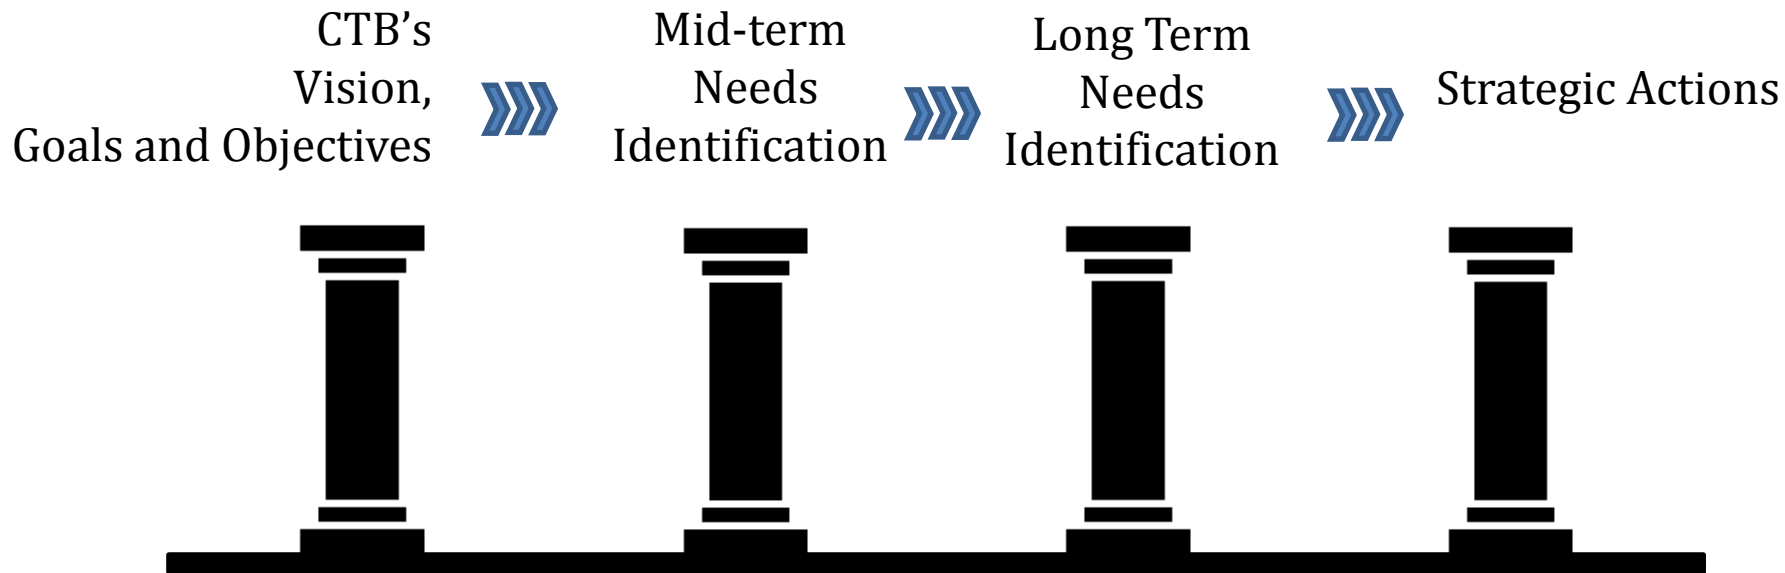 CTB’s
Vision,
Goals and Objectives
Mid-term
Needs
Identification
Long Term
Needs
Identification
Strategic Actions